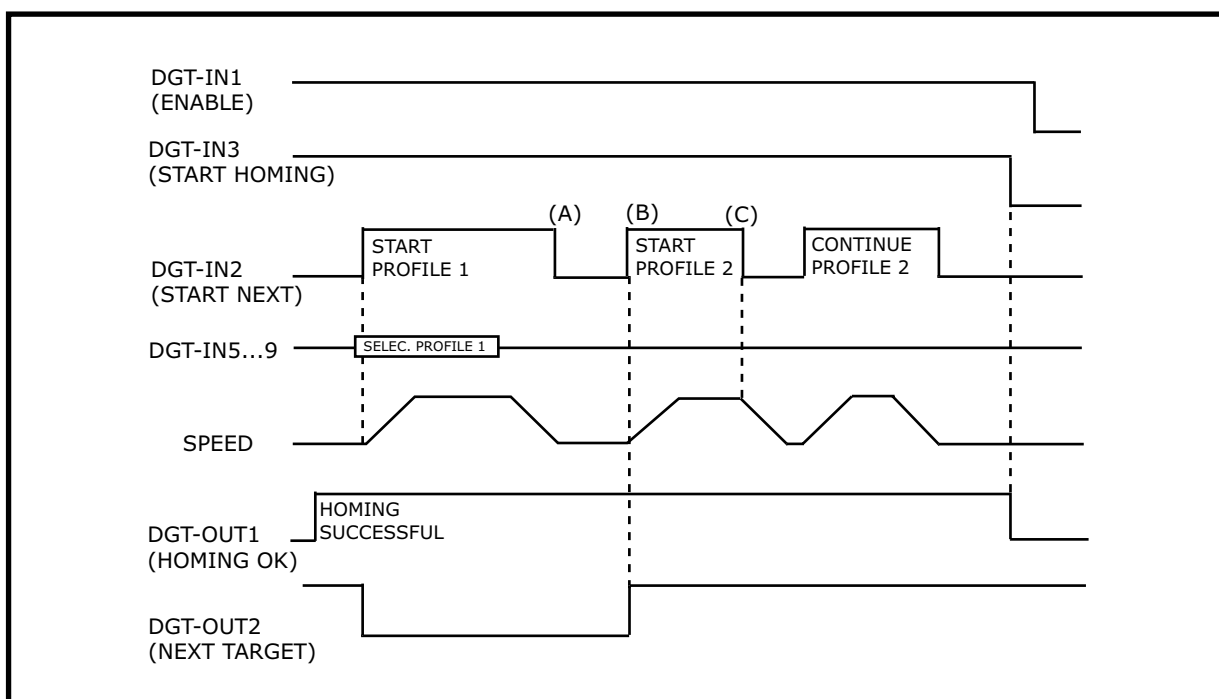 DGT-IN1
(ENABLE)
DGT-IN3
(START HOMING)
(A)
(B)
(C)
START
PROFILE 1
START
PROFILE 2
CONTINUE
PROFILE 2
DGT-IN2
(START NEXT)
DGT-IN5...9
SELEC. PROFILE 1
SPEED
HOMING
SUCCESSFUL
DGT-OUT1
(HOMING OK)
DGT-OUT2
(NEXT TARGET)